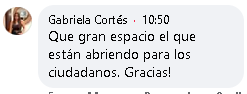 Gabriela Cortés · 10:50
Que gran espacio el que
están abriendo para los
ciudadanos. Gracias!